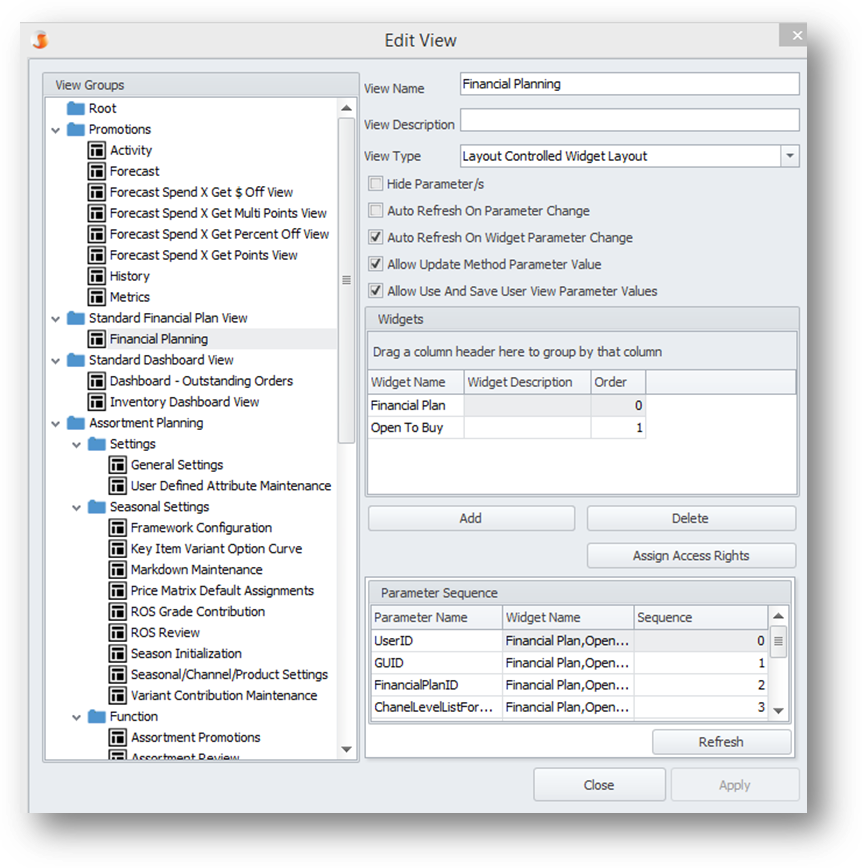 Edit View
View Groups
Root
Promotions
Activity
Forecast
Forecast Spend X Get $ Off View
Forecast Spend X Get Multi Points View
Forecast Spend X Get Percent Off View
Forecast Spend X Get Points View
History
Metrics
Standard Financial Plan View
Financial Planning
Standard Dashboard View
Dashboard - Outstanding Orders
Inventory Dashboard View
Assortment Planning
Settings
General Settings
User Defined Attribute Maintenance
Seasonal Settings
Framework Configuration
Key Item Variant Option Curve
Markdown Maintenance
Price Matrix Default Assignments
ROS Grade Contribution
ROS Review
Season Initialization
Seasonal/Channel/Product Settings
Variant Contribution Maintenance
Function
Assortment Promotions
Assortment Review
View Name Financial Planning
View Description
View Type Layout Controlled Widget Layout
Hide Parameter/s
Auto Refresh On Parameter Change
Auto Refresh On Widget Parameter Change
Allow Update Method Parameter Value
Allow Use And Save User View Parameter Values
Widgets
Drag a column header here to group by that column
Widget Name Widget Description Order
Financial Plan 0
Open To Buy 1
Add Delete
Assign Access Rights
Parameter Sequence
Parameter Name Widget Name Sequence
UserID Financial Plan,Open... 0
GUID Financial Plan,Open... 1
FinancialPlanID Financial Plan,Open... 2
ChanelLevelListFor... Financial Plan,Open... 3
Refresh
Close Apply